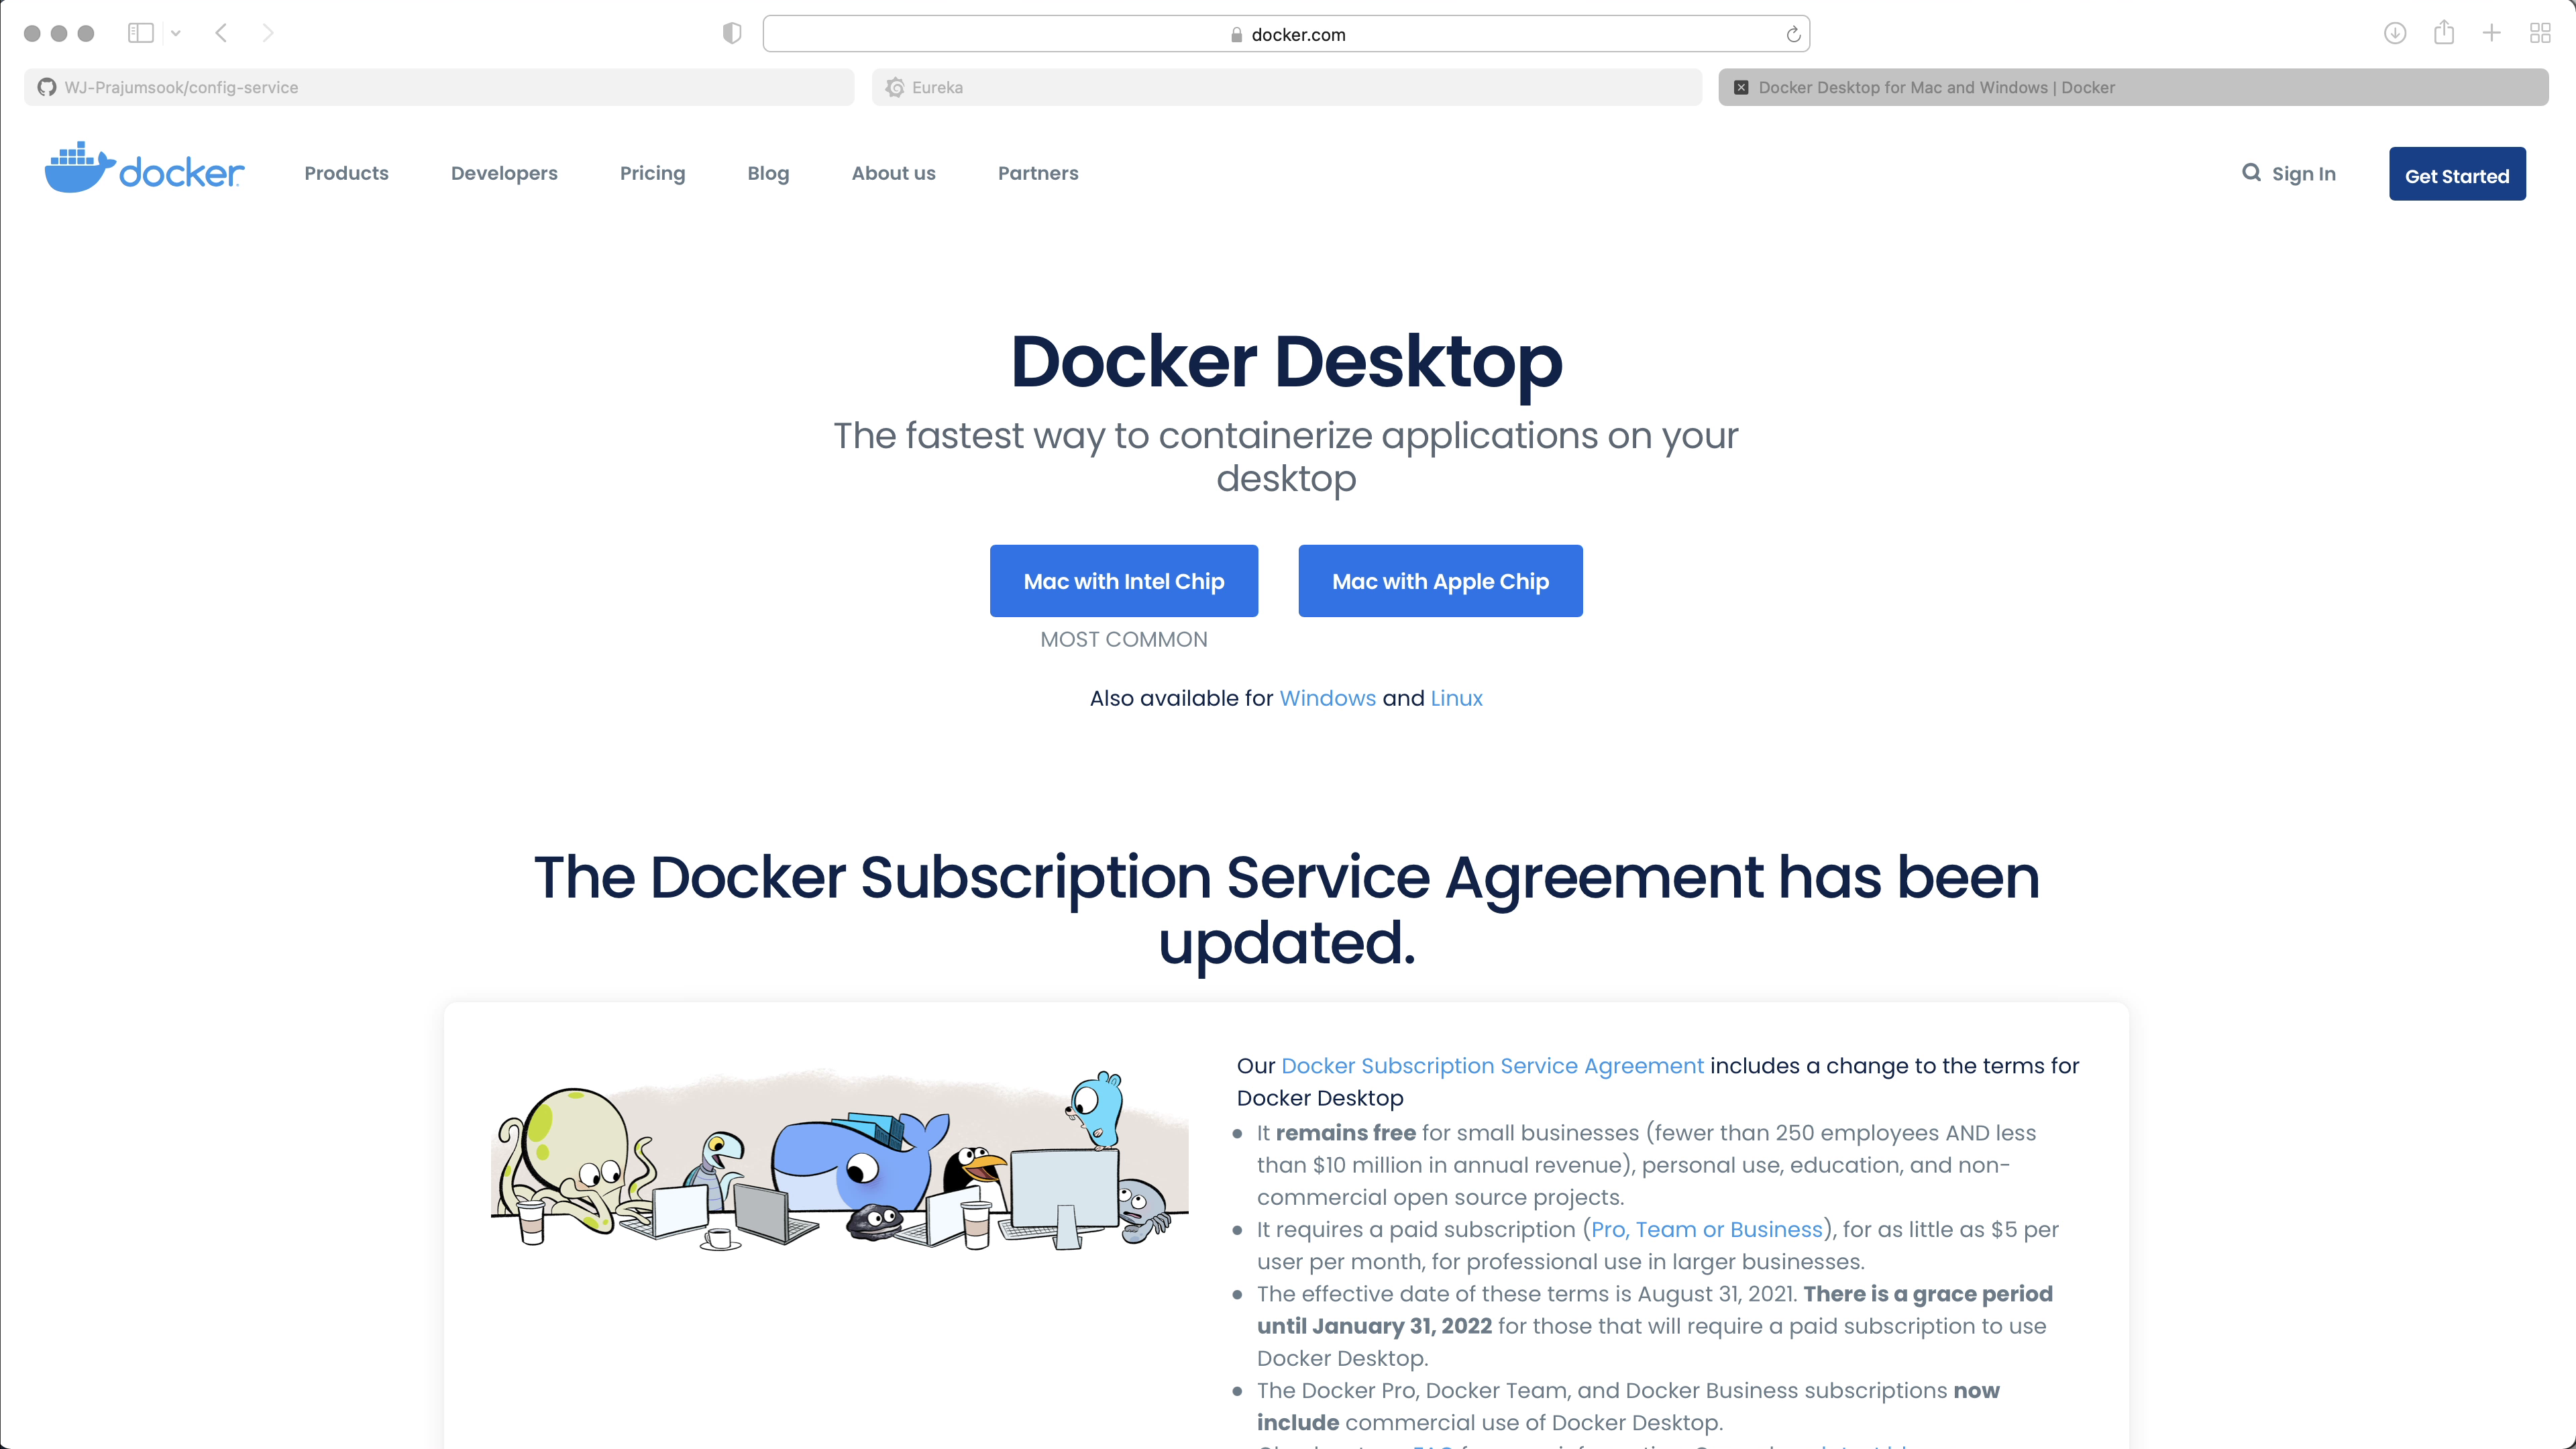 docker.com
WJ-Prajumsook/config-service
Eureka
Docker Desktop for Mac and Windows | Docker
docker
Products
Developers
Pricing
Blog
About us
Partners
Sign In
Get Started
Docker Desktop
The fastest way to containerize applications on your
desktop
Mac with Intel Chip
Mac with Apple Chip
MOST COMMON
Also available for Windows and Linux
The Docker Subscription Service Agreement has been
updated.
Our Docker Subscription Service Agreement includes a change to the terms for
Docker Desktop
It remains free for small businesses (fewer than 250 employees AND less
than $10 million in annual revenue), personal use, education, and non-
commercial open source projects.
It requires a paid subscription (Pro, Team or Business), for as little as $5 per
user per month, for professional use in larger businesses.
The effective date of these terms is August 31, 2021. There is a grace period
until January 31, 2022 for those that will require a paid subscription to use
Docker Desktop.
The Docker Pro, Docker Team, and Docker Business subscriptions now
include commercial use of Docker Desktop.